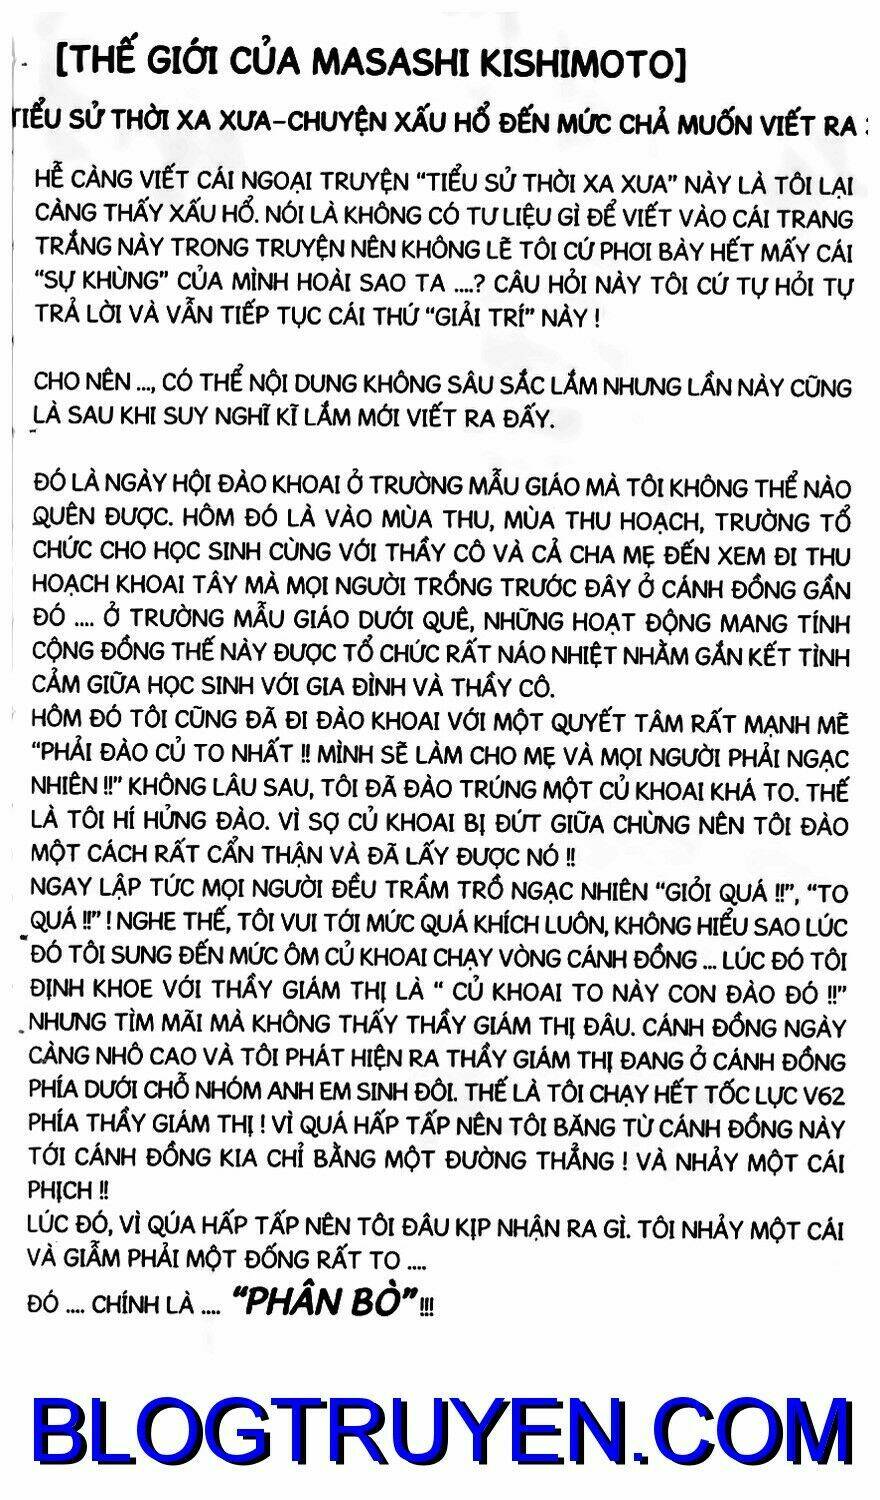 [THẾ GIỚI CỦA MASASHI KISHIMOTO]
TIỂU SỬ THỜI XA XƯA-CHUYỆN XẤU HỔ ĐẾN MỨC CHẢ MUỐN VIẾT RA
HỄ CÀNG VIẾT CÁI NGOẠI TRUYỆN "TIỂU SỬ THỜI XA XƯA" NÀY LÀ TÔI LẠI
CÀNG THẤY XẤU HỔ. NÓI LÀ KHÔNG CÓ TƯ LIỆU GÌ ĐỂ VIẾT VÀO CÁI TRANG
TRẮNG NÀY TRONG TRUYỆN NÊN KHÔNG LẼ TÔI CỨ PHƠI BÀY HẾT MẤY CÁI
"SỰ KHÙNG" CỦA MÌNH HOÀI SAO TA ....? CÂU HỎI NÀY TÔI CỨ TỰ HỎI TỰ
TRẢ LỜI VÀ VẪN TIẾP TỤC CÁI THỨ "GIẢI TRÍ" NÀY !
CHO NÊN ..., CÓ THỂ NỘI DUNG KHÔNG SÂU SẮC LẮM NHƯNG LẦN NÀY CŨNG
LÀ SAU KHI SUY NGHĨ KĨ LẮM MỚI VIẾT RA ĐẤY.
ĐÓ LÀ NGÀY HỘI ĐÀO KHOAI Ở TRƯỜNG MẪU GIÁO MÀ TÔI KHÔNG THỂ NÀO
QUÊN ĐƯỢC. HÔM ĐÓ LÀ VÀO MÙA THU, MÙA THU HOẠCH, TRƯỜNG TỔ
CHỨC CHO HỌC SINH CÙNG VỚI THẦY CÔ VÀ CẢ CHA MẸ ĐẾN XEM ĐI THU
HOẠCH KHOAI TÂY MÀ MỌI NGƯỜI TRỒNG TRƯỚC ĐÂY Ở CÁNH ĐỒNG GẦN
ĐÓ .... Ở TRƯỜNG MẪU GIÁO DƯỚI QUÊ, NHỮNG HOẠT ĐỘNG MANG TÍNH
CỘNG ĐỒNG THẾ NÀY ĐƯỢC TỔ CHỨC RẤT NÁO NHIỆT NHẰM GẮN KẾT TÌNH
CẢM GIỮA HỌC SINH VỚI GIA ĐÌNH VÀ THẦY CÔ.
HÔM ĐÓ TÔI CŨNG ĐÃ ĐI ĐÀO KHOAI VỚI MỘT QUYẾT TÂM RẤT MẠNH MẼ
"PHẢI ĐÀO CỦ TO NHẤT !! MÌNH SẼ LÀM CHO MẸ VÀ MỌI NGƯỜI PHẢI NGẠC
NHIÊN !!" KHÔNG LÂU SAU, TÔI ĐÃ ĐÀO TRÚNG MỘT CỦ KHOAI KHÁ TO. THẾ
LÀ TÔI HÍ HỬNG ĐÀO. VÌ SỢ CỦ KHOAI BỊ ĐỨT GIỮA CHỪNG NÊN TÔI ĐÀO
MỘT CÁCH RẤT CẨN THẬN VÀ ĐÃ LẤY ĐƯỢC NÓ !!
NGAY LẬP TỨC MỌI NGƯỜI ĐỀU TRẦM TRỒ NGẠC NHIÊN "GIỎI QUÁ !!", "TO
QUÁ !!" ! NGHE THẾ, TÔI VUI TỚI MỨC QUÁ KHÍCH LUÔN, KHÔNG HIỂU SAO LÚC
ĐÓ TÔI SUNG ĐẾN MỨC ÔM CỦ KHOAI CHẠY VÒNG CÁNH ĐỒNG ... LÚC ĐÓ TÔI
ĐỊNH KHOE VỚI THẦY GIÁM THỊ LÀ " CỦ KHOAI TO NÀY CON ĐÀO ĐÓ !!"
NHƯNG TÌM MÃI MÀ KHÔNG THẤY THẦY GIÁM THỊ ĐÂU. CÁNH ĐỒNG NGÀY
CÀNG NHÔ CAO VÀ TÔI PHÁT HIỆN RA THẦY GIÁM THỊ ĐANG Ở CÁNH ĐỒNG
PHÍA DƯỚI CHỖ NHÓM ANH EM SINH ĐÔI. THẾ LÀ TÔI CHẠY HẾT TỐC LỰC V62
PHÍA THẦY GIÁM THỊ ! VÌ QUÁ HẤP TẤP NÊN TÔI BĂNG TỪ CÁNH ĐỒNG NÀY
TỚI CÁNH ĐỒNG KIA CHỈ BẰNG MỘT ĐƯỜNG THẲNG ! VÀ NHẢY MỘT CÁI
PHỊCH !!
LÚC ĐÓ, VÌ QÚA HẤP TẤP NÊN TÔI ĐÂU KỊP NHẬN RA GÌ. TÔI NHẢY MỘT CÁI
VÀ GIẪM PHẢI MỘT ĐỐNG RẤT TO ....
ĐÓ .... CHÍNH LÀ .... "PHÂN BÒ" !!!
BLOGTRUYEN.COM